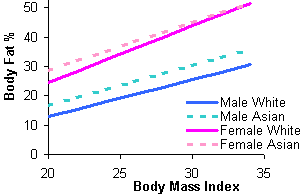 50
40
30
20
10
0
Body Fat %
Male White
Male Asian
Female White
Female Asian
20 25 30 35
Body Mass Index